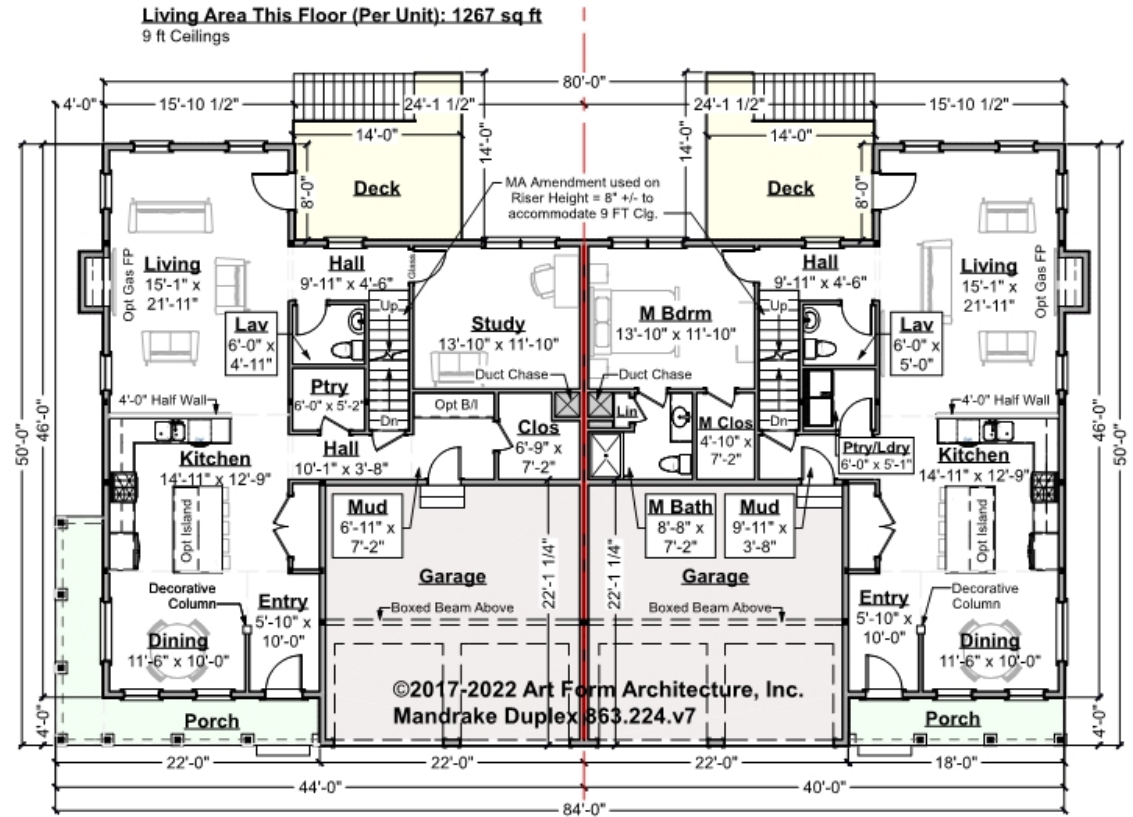 Living Area This Floor (Per Unit): 1267 sq ft
9 ft Ceilings
80'-0"
4'-0"
15'-10 1/2"
24'-1 1/2"
24'-1 1/2"
15'-10 1/2"
14'-0"
14'-0"
14'-0"
14'-0"
8'-0"
8'-0"
Deck
Deck
MA Amendment used on
Riser Height = 8" +/- to
accommodate 9 FT Clg.
50'-0"
46'-0"
46'-0"
50'-0"
Opt Gas FP
Living
15'-1" x
21'-11"
Hall
9'-11" x 4'-6"
Glass
Hall
9'-11" x 4'-6"
Living
15'-1" x
21'-11"
Opt Gas FP
Up
Up
Lav
6'-0" x
4'-11"
Study
13'-10" x 11'-10"
M Bdrm
13'-10" x 11'-10"
Lav
6'-0" x
5'-0"
Duct Chase
Duct Chase
Ptry
6'-0" x 5'-2"
4'-0" Half Wall
Dn
Opt B/I
Lin
Dn
4'-0" Half Wall
Clos
6'-9" x
7'-2"
M Clos
4'-10" x
7'-2"
Kitchen
14'-11" x 12'-9"
Hall
10'-1" x 3'-8"
Ptry/Ldry
6'-0" x 5'-1"
Kitchen
14'-11" x 12'-9"
Opt Island
Mud
6'-11" x
7'-2"
M Bath
8'-8" x
7'-2"
Mud
9'-11" x
3'-8"
Opt Island
22'-1 1/4"
22'-1 1/4"
Garage
Garage
Decorative
Column
Entry
5'-10" x
10'-0"
Boxed Beam Above
Boxed Beam Above
Entry
5'-10" x
10'-0"
Decorative
Column
Dining
11'-6" x 10'-0"
Dining
11'-6" x 10'-0"
©2017-2022 Art Form Architecture, Inc.
Mandrake Duplex 863.224.v7
4'-0"
Porch
Porch
4'-0"
22'-0"
22'-0"
22'-0"
18'-0"
44'-0"
40'-0"
84'-0"